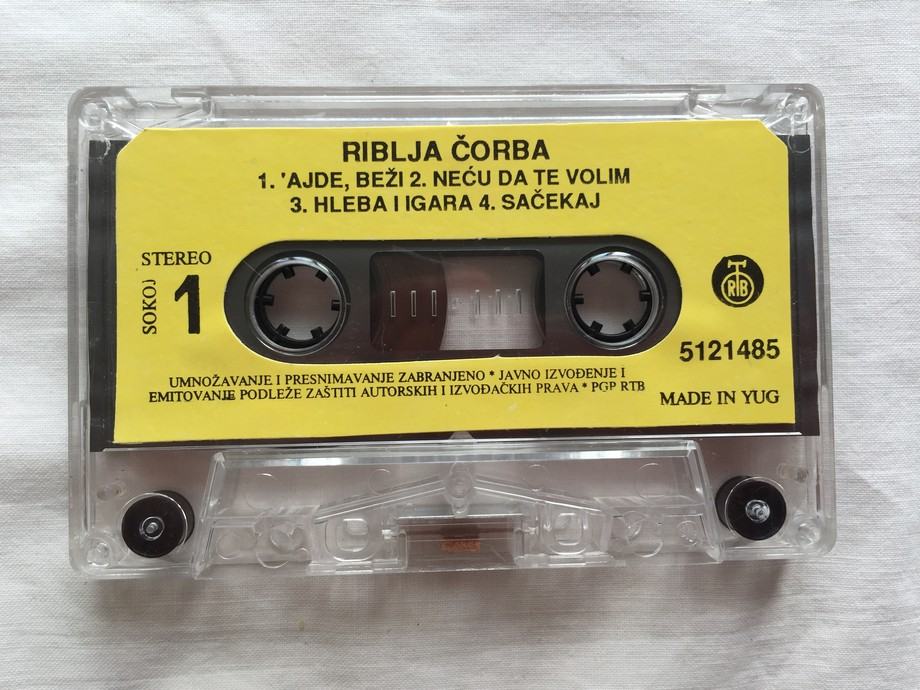 RIBLJA ČORBA
1. 'AJDE, BEŽI 2. NEĆU DA TE VOLIM
3. HLEBA I IGARA 4. SAČEKAJ
STEREO
SOKOJ
1
RTB
5121485
UMNOŽAVANJE I PRESNIMAVANJE ZABRANJENO * JAVNO IZVOĐENJE I
EMITOVANJE PODLEŽE ZAŠTITI AUTORSKIH I IZVOĐAČKIH PRAVA * PGP RTB
MADE IN YUG